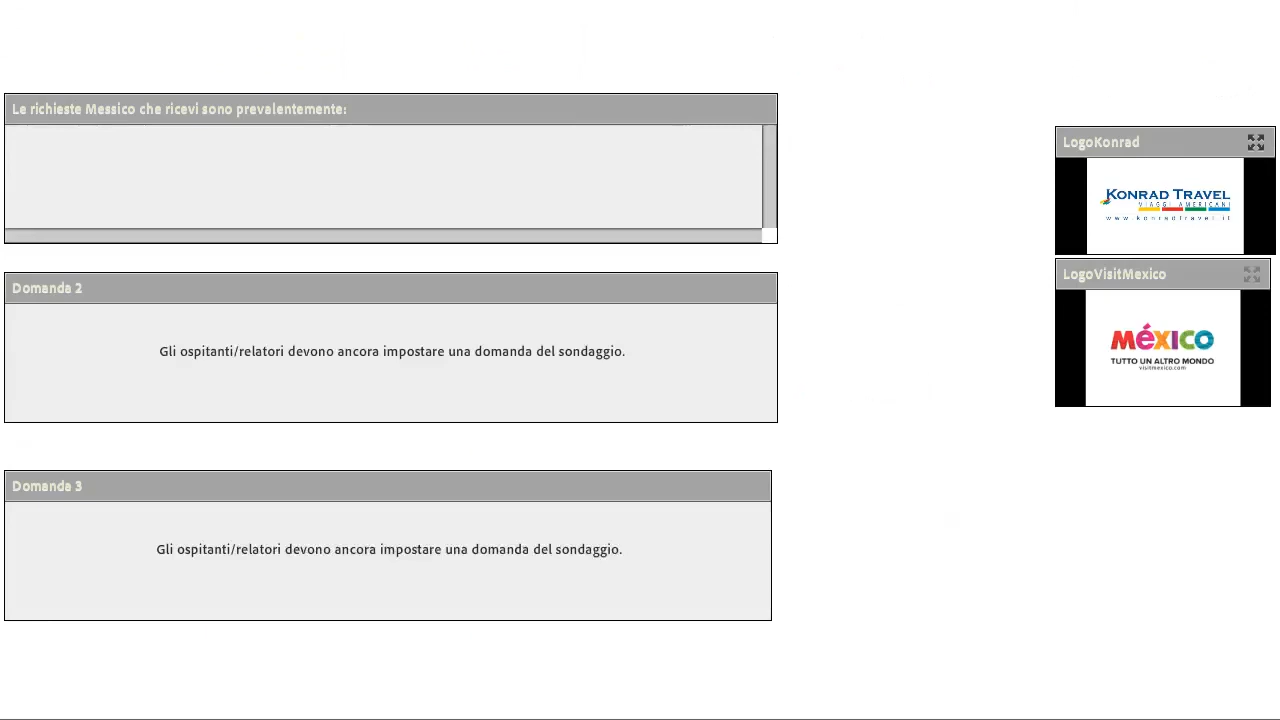 Le richieste Messico che ricevi sono prevalentemente:
LogoKonrad
KONRAD TRAVEL
VIAGGI AMERICANI
www.konradtravel.it
Domanda 2
Gli ospitanti/relatori devono ancora impostare una domanda del sondaggio.
LogoVisitMexico
MéXICO
TUTTO UN ALTRO MONDO
visitmexico.com
Domanda 3
Gli ospitanti/relatori devono ancora impostare una domanda del sondaggio.